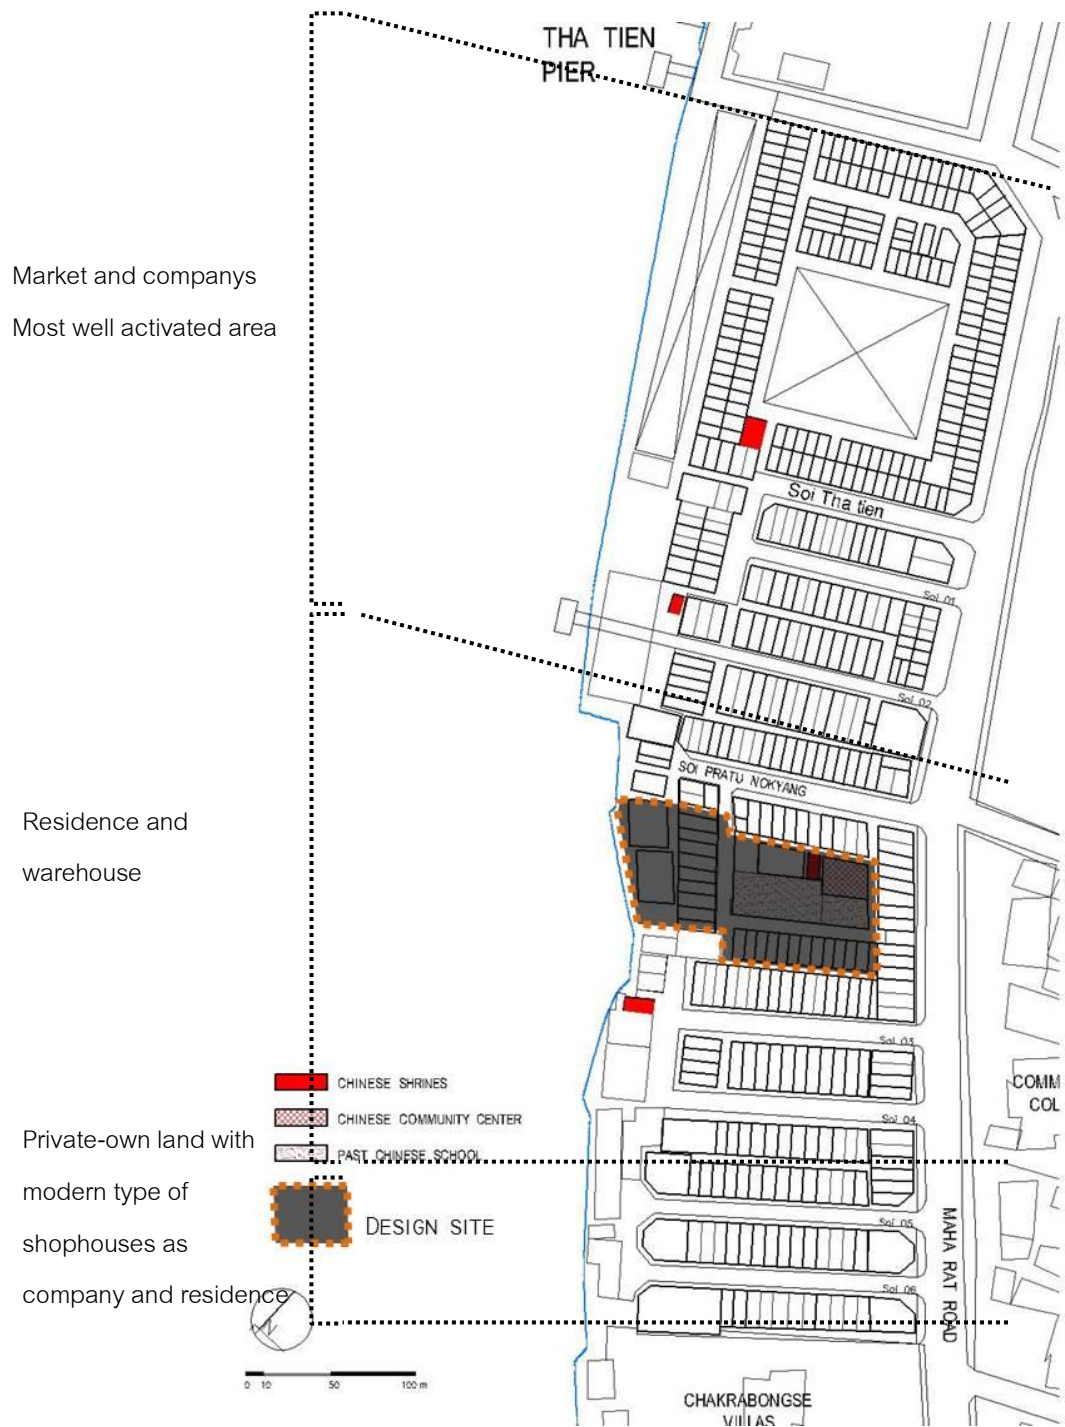 THA TIEN
PIER
Market and companys
Most well activated area
Soi Tha tien
Soi 01
Soi 02
SOI PRATU NOKYANG
Residence and
warehouse
Soi 03
CHINESE SHRINES
CHINESE COMMUNITY CENTER
PAST CHINESE SCHOOL
COMM
COL
Soi 04
Private-own land with
modern type of
shophouses as
company and residence
DESIGN SITE
Soi 05
Soi 06
MAHA RAT ROAD
N
0 10 50 100 m
CHAKRABONGSE
VILLAS